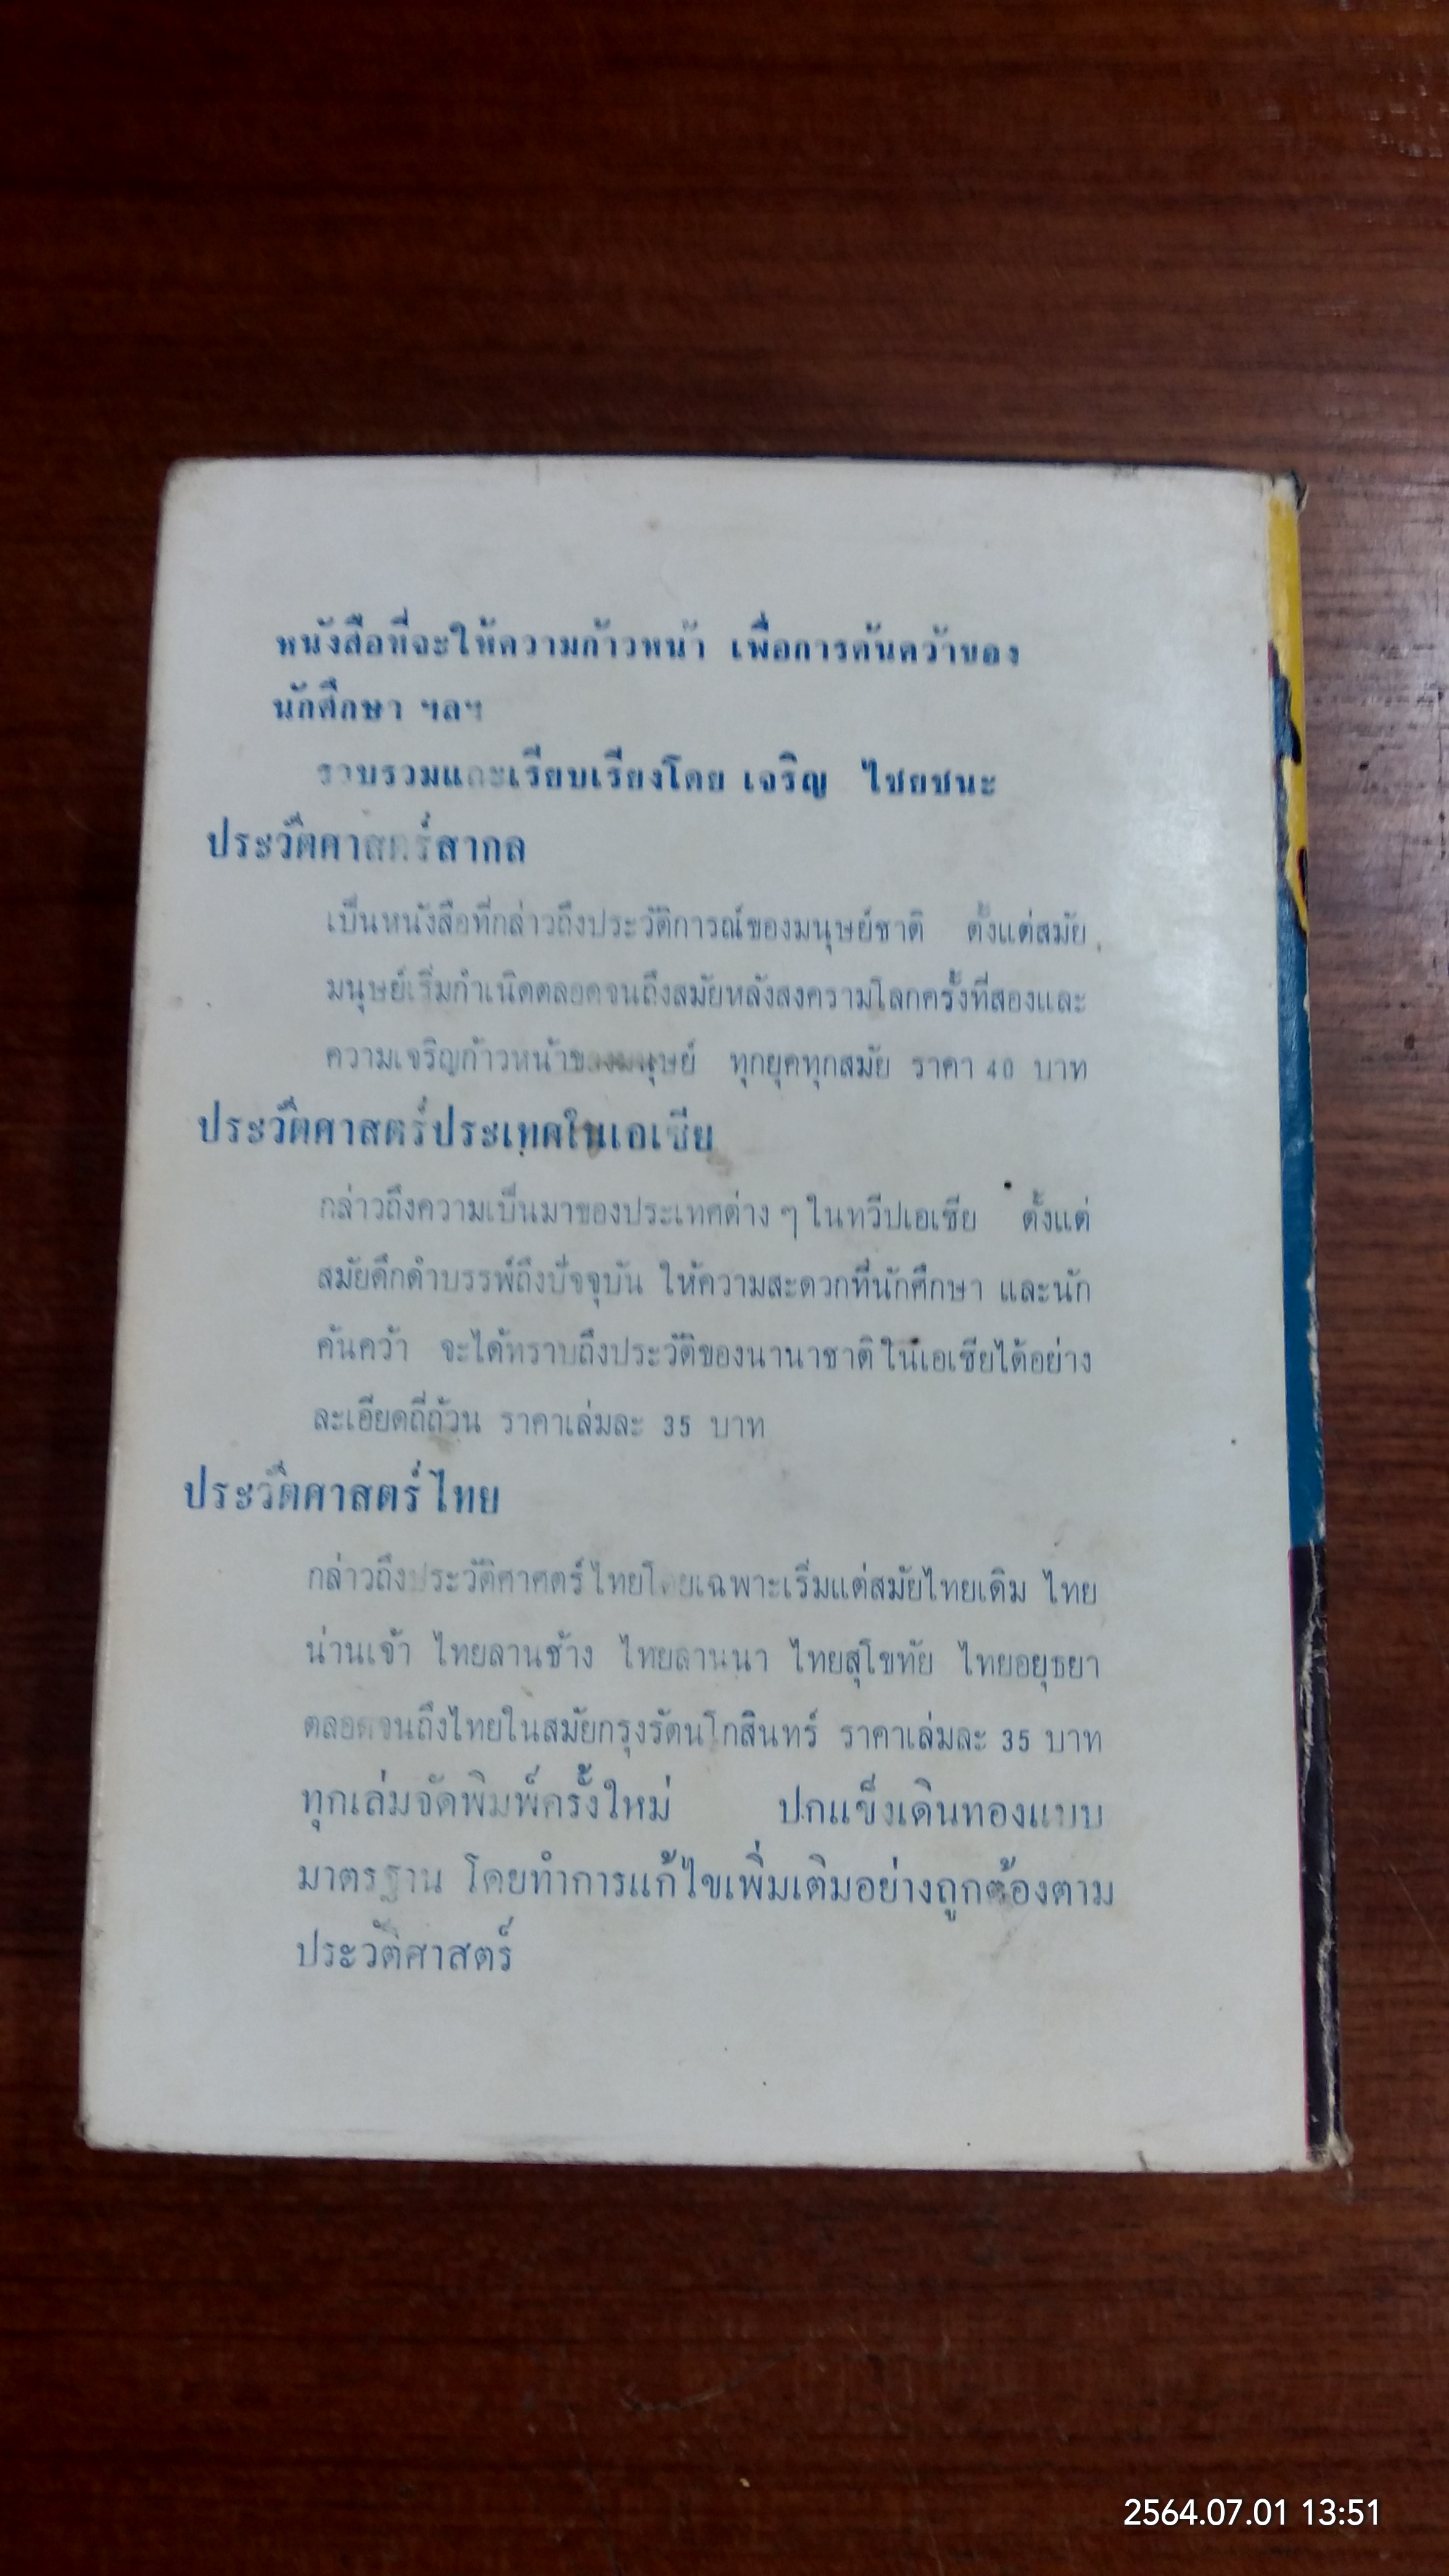 หนังสือที่จะให้ความก้าวหน้า เพื่อการค้นคว้าของ
นักศึกษา ฯลฯ
รวบรวมและเรียบเรียงโดย เจริญ ไชยชนะ
ประวัติศาสตร์สากล
เป็นหนังสือที่กล่าวถึงประวัติการณ์ของมนุษย์ชาติ ตั้งแต่สมัย
มนุษย์เริ่มกำเนิดตลอดจนถึงสมัยหลังสงครามโลกครั้งที่สองและ
ความเจริญก้าวหน้าของมนุษย์ ทุกยุคทุกสมัย ราคา 40 บาท
ประวัติศาสตร์ประเทศในเอเซีย
กล่าวถึงความเป็นมาของประเทศต่าง ๆ ในทวีปเอเซีย ตั้งแต่
สมัยดึกดำบรรพ์ถึงปัจจุบัน ให้ความสะดวกที่นักศึกษา และนัก
ค้นคว้า จะได้ทราบถึงประวัติของนานาชาติในเอเซียได้อย่าง
ละเอียดถี่ถ้วน ราคาเล่มละ 35 บาท
ประวัติศาสตร์ไทย
กล่าวถึงประวัติศาศตร์ไทยโดยเฉพาะเริ่มแต่สมัยไทยเดิม ไทย
น่านเจ้า ไทยลานช้าง ไทยลานนา ไทยสุโขทัย ไทยอยุธยา
ตลอดจนถึงไทยในสมัยกรุงรัตนโกสินทร์ ราคาเล่มละ 35 บาท
ทุกเล่มจัดพิมพ์ครั้งใหม่ ปกแข็งเดินทองแบบ
มาตรฐาน โดยทำการแก้ไขเพิ่มเติมอย่างถูกต้องตาม
ประวัติศาสตร์
2564.07.01 13:51